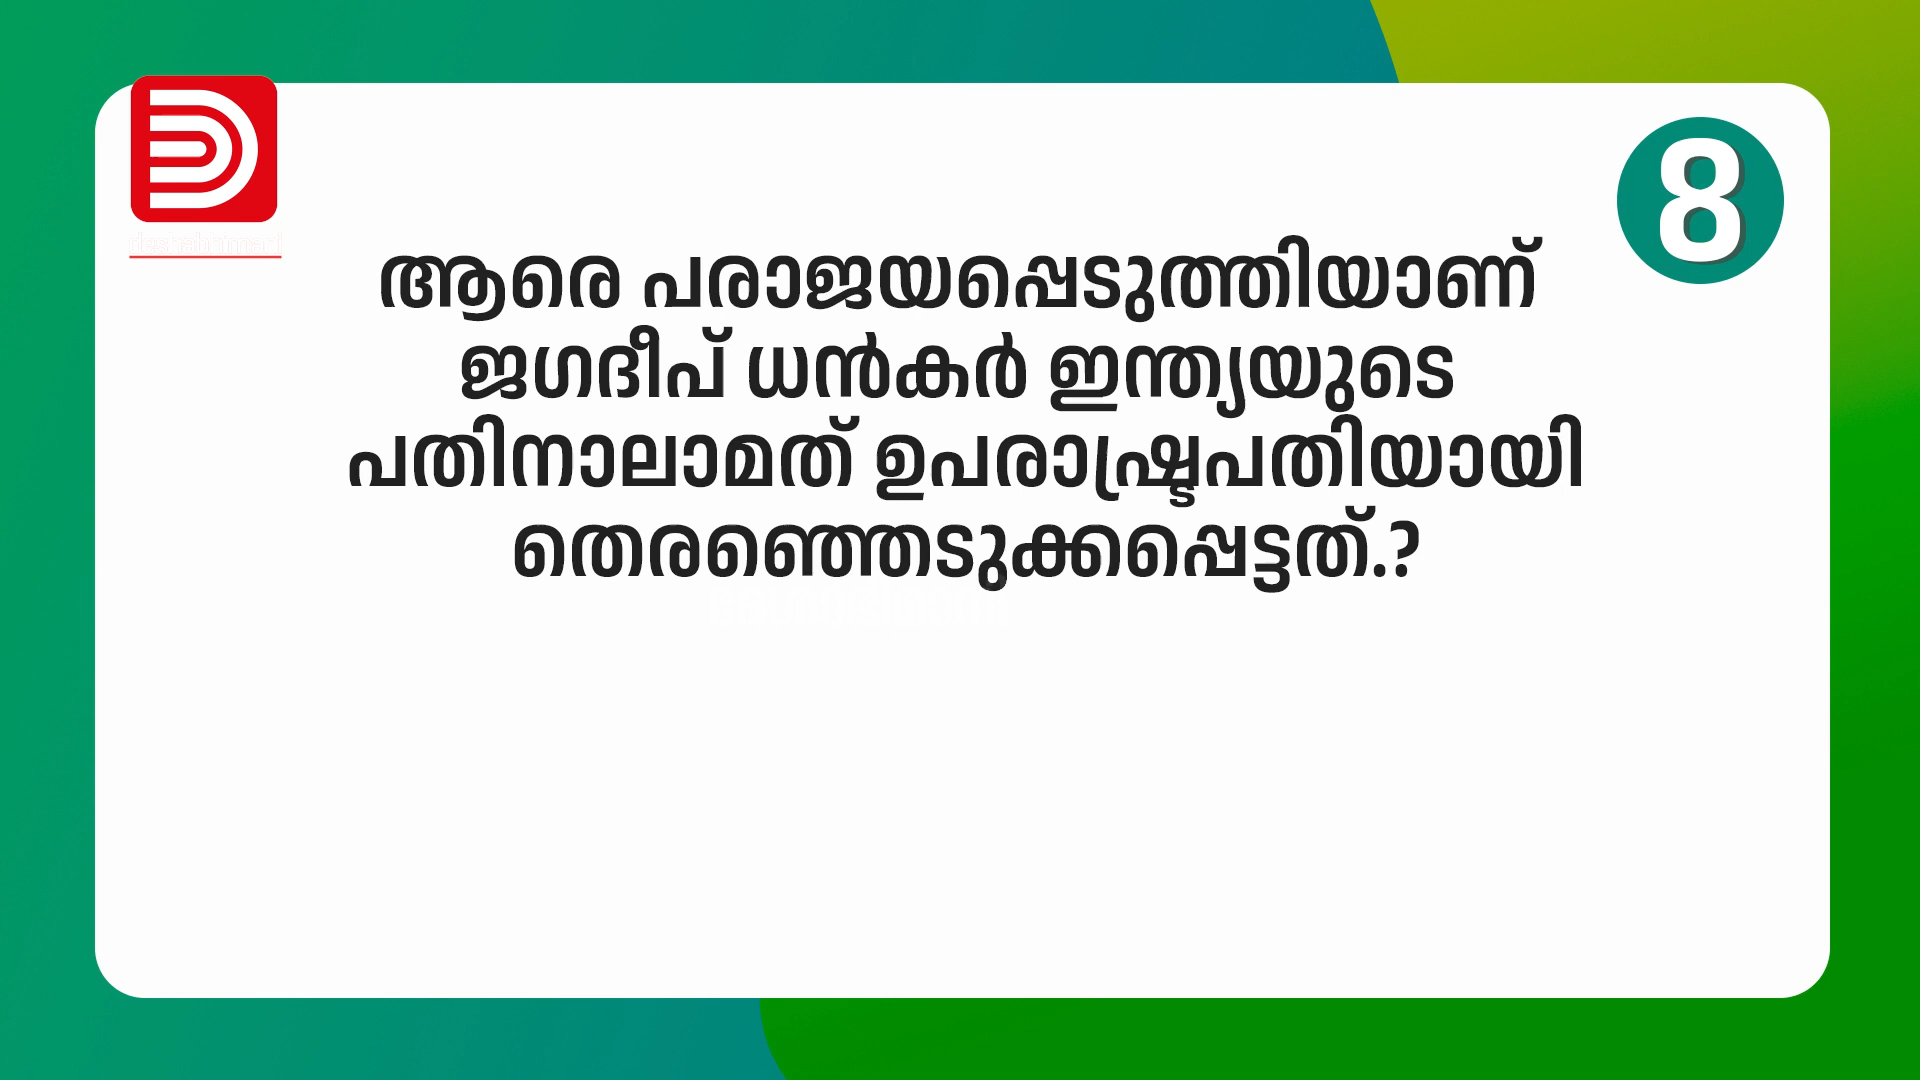 8
ആരെ പരാജയപ്പെടുത്തിയാണ്
ജഗദീപ് ധൻകർ ഇന്ത്യയുടെ
പതിനാലാമത് ഉപരാഷ്ട്രപതിയായി
തെരഞ്ഞെടുക്കപ്പെട്ടത്.?